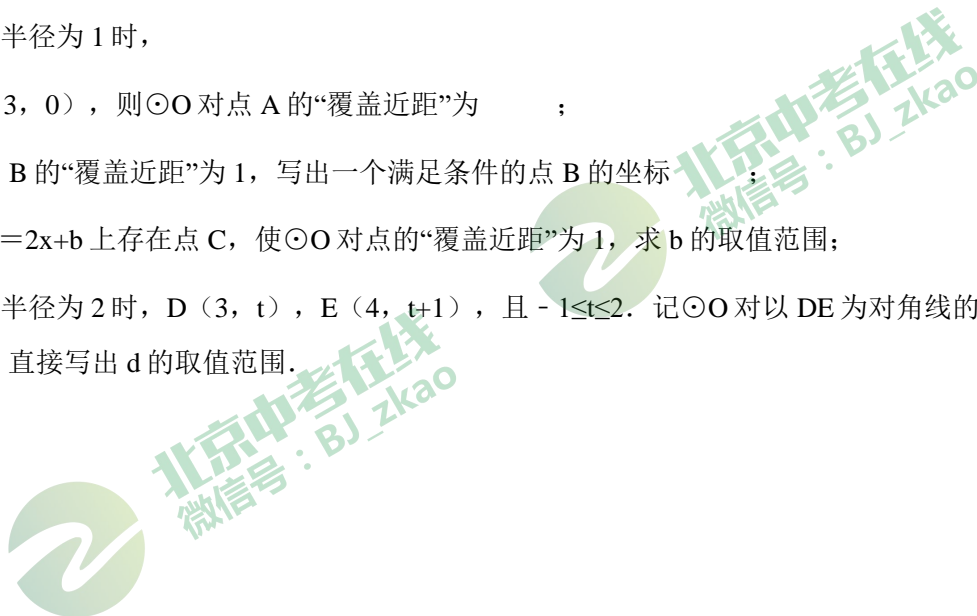 半径为 1 时，
3，0），则⊙O 对点 A 的“覆盖近距”为 ；
B 的“覆盖近距”为 1，写出一个满足条件的点 B 的坐标 ；
＝2x+b 上存在点 C，使⊙O 对点的“覆盖近距”为 1，求 b 的取值范围；
半径为 2 时，D（3，t），E（4，t+1），且﹣1≤t≤2．记⊙O 对以 DE 为对角线的
直接写出 d 的取值范围．
北京中考在线
微信号：BJ_zkao
北京中考在线
微信号：BJ_zkao